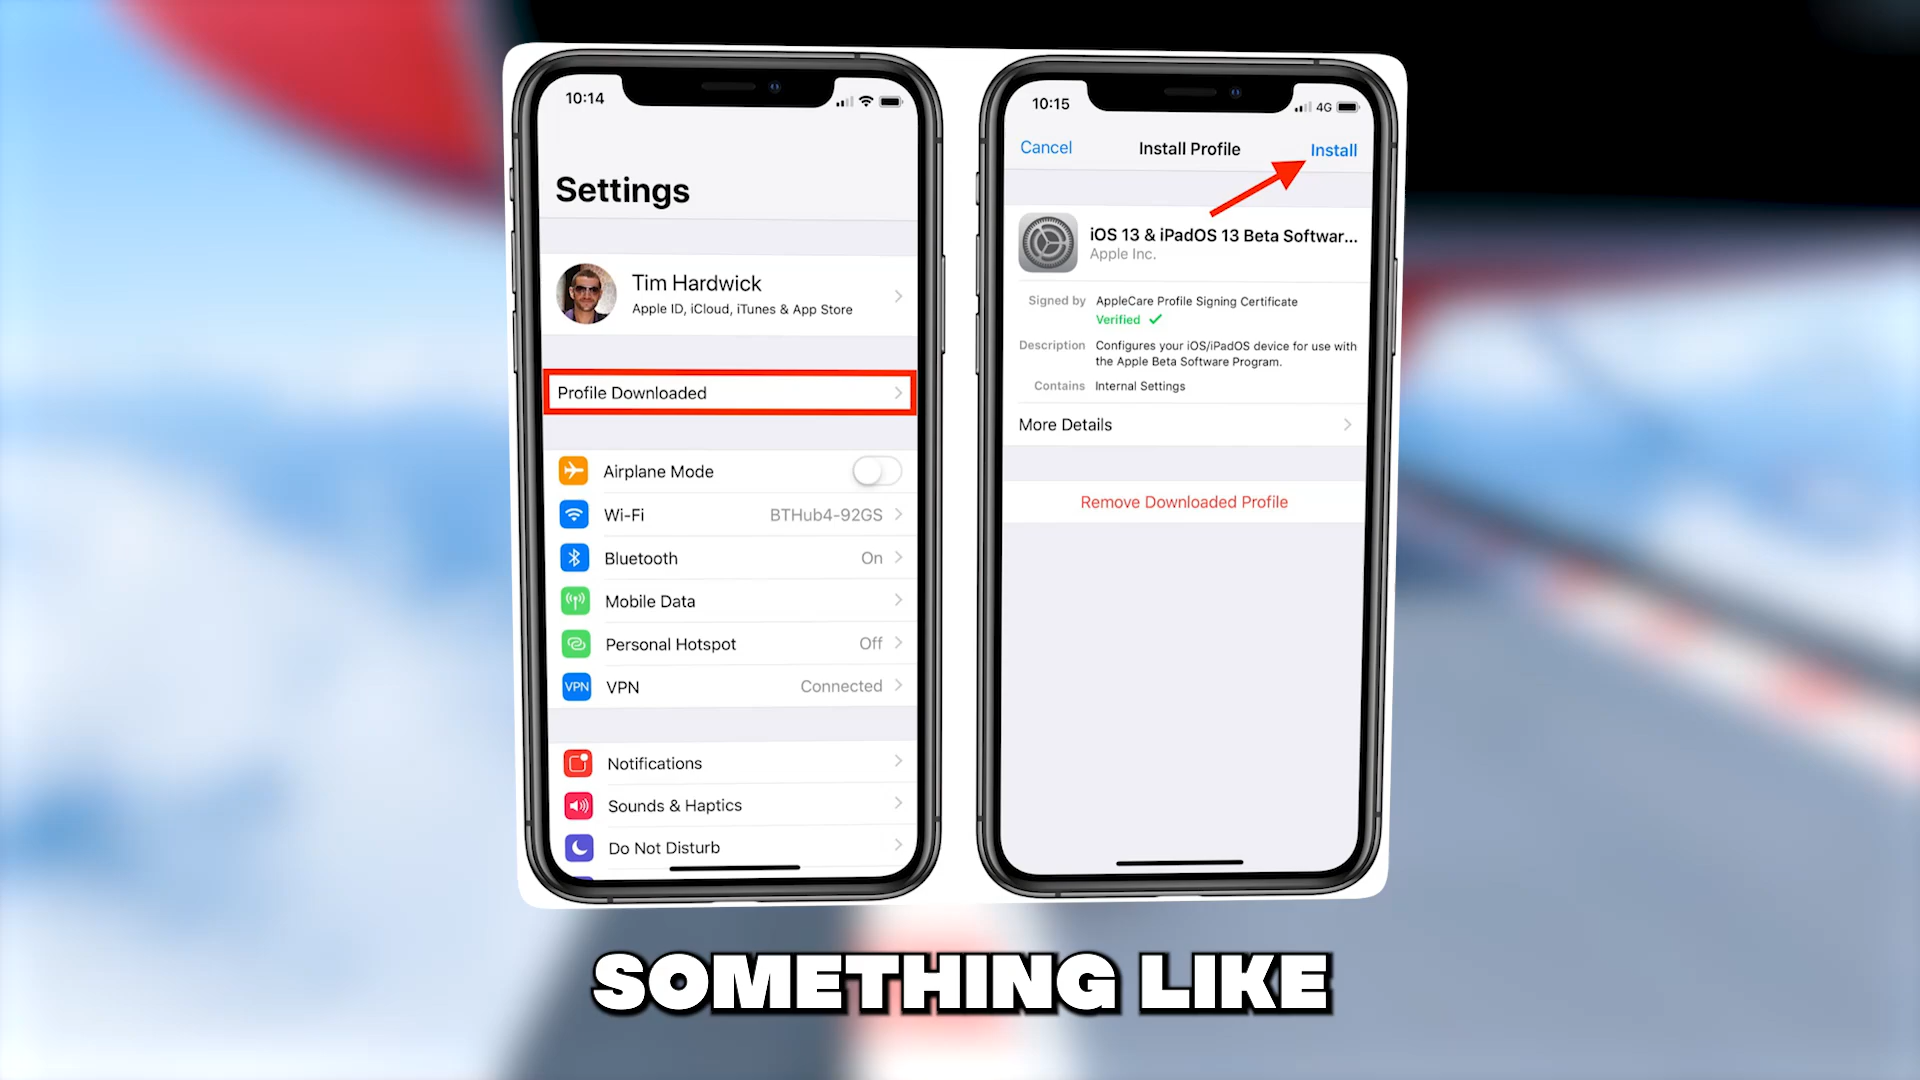 10:14
Settings
Tim Hardwick
Apple ID, iCloud, iTunes & App Store
Profile Downloaded
Airplane Mode
Wi-Fi BTHub4-92GS
Bluetooth On
Mobile Data
Personal Hotspot Off
VPN VPN Connected
Notifications
Sounds & Haptics
Do Not Disturb
10:15 4G
Cancel Install Profile Install
iOS 13 & iPadOS 13 Beta Softwar...
Apple Inc.
Signed by AppleCare Profile Signing Certificate
Verified
Description Configures your iOS/iPadOS device for use with
the Apple Beta Software Program.
Contains Internal Settings
More Details
Remove Downloaded Profile
SOMETHING LIKE